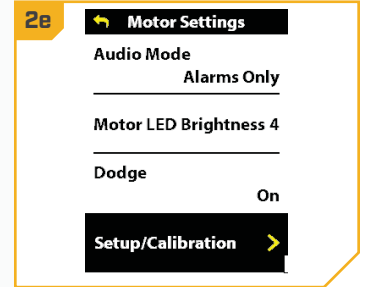 2e
Motor Settings
Audio Mode
Alarms Only
Motor LED Brightness 4
Dodge
On
Setup/Calibration